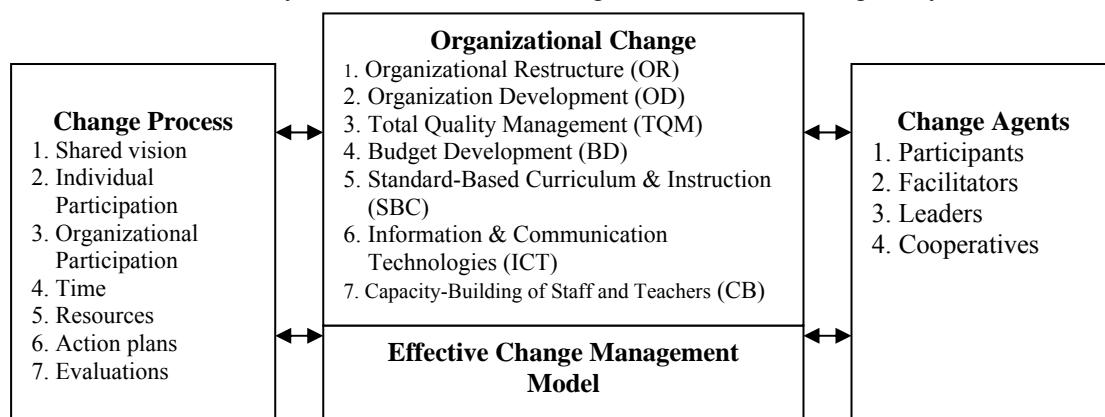 Change Process
1. Shared vision
2. Individual
Participation
3. Organizational
Participation
4. Time
5. Resources
6. Action plans
7. Evaluations
Organizational Change
1. Organizational Restructure (OR)
2. Organization Development (OD)
3. Total Quality Management (TQM)
4. Budget Development (BD)
5. Standard-Based Curriculum & Instruction
(SBC)
6. Information & Communication
Technologies (ICT)
7. Capacity-Building of Staff and Teachers (CB)
Effective Change Management
Model
Change Agents
1. Participants
2. Facilitators
3. Leaders
4. Cooperatives